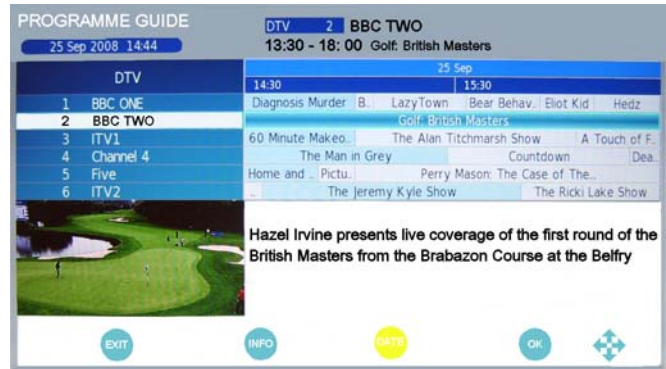 PROGRAMME GUIDE
DTV 2 BBC TWO
25 Sep 2008 14:44
13:30 - 18: 00 Golf: British Masters
DTV
25 Sep
14:30 15:30
1 BBC ONE Diagnosis Murder B.. LazyTown Bear Behav.. Eliot Kid Hedz
2 BBC TWO Golf: British Masters
3 ITV1 60 Minute Makeo.. The Alan Titchmarsh Show A Touch of F..
4 Channel 4 The Man in Grey Countdown Dea..
5 Five Home and .. Pictu.. Perry Mason: The Case of The..
6 ITV2 .. The Jeremy Kyle Show The Ricki Lake Show
Hazel Irvine presents live coverage of the first round of the
British Masters from the Brabazon Course at the Belfry
EXIT INFO DATE OK